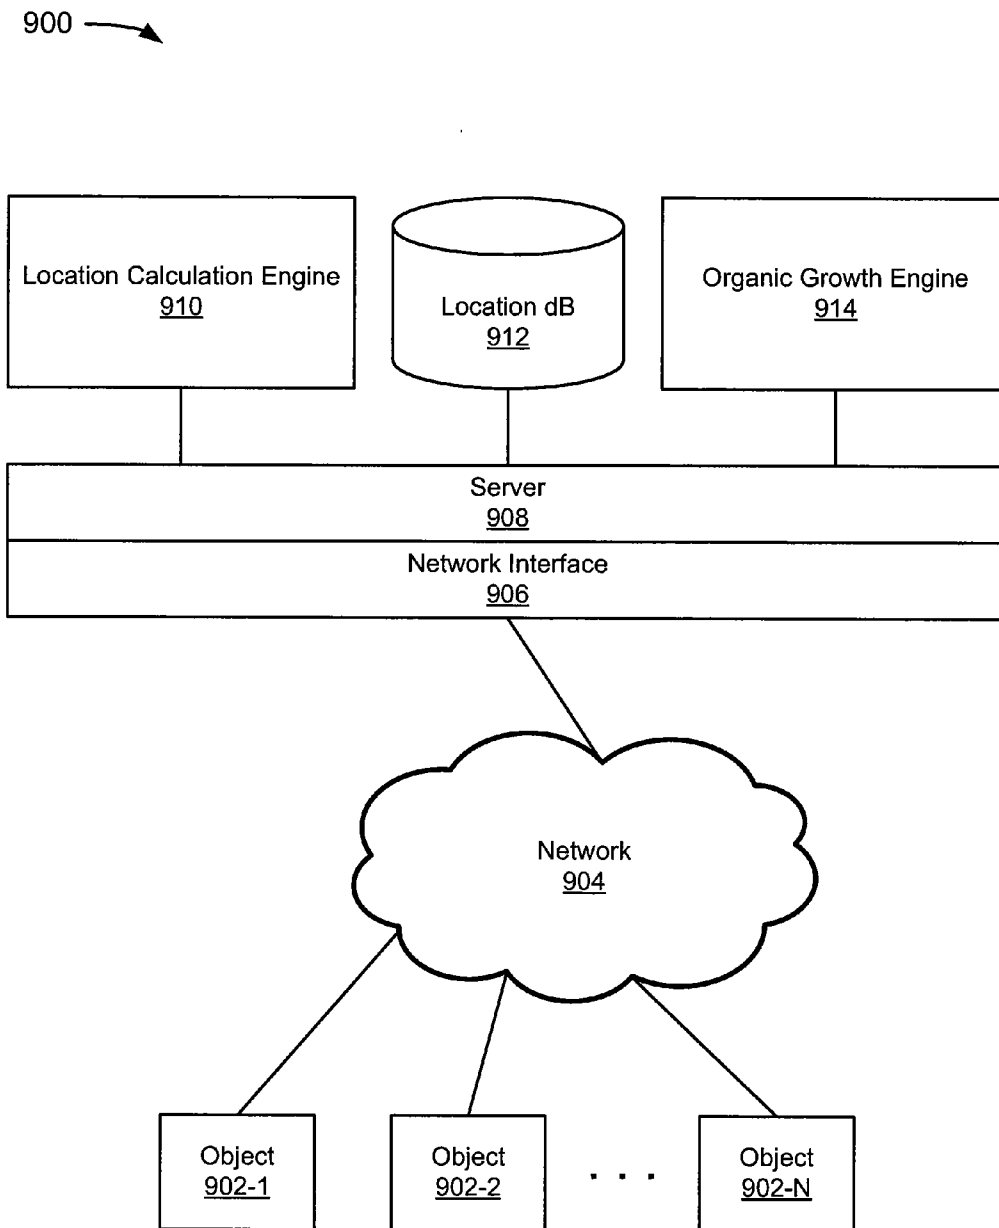 900
Location Calculation Engine
910
Location dB
912
Organic Growth Engine
914
Server
908
Network Interface
906
Network
904
Object
902-1
Object
902-2
. . .
Object
902-N